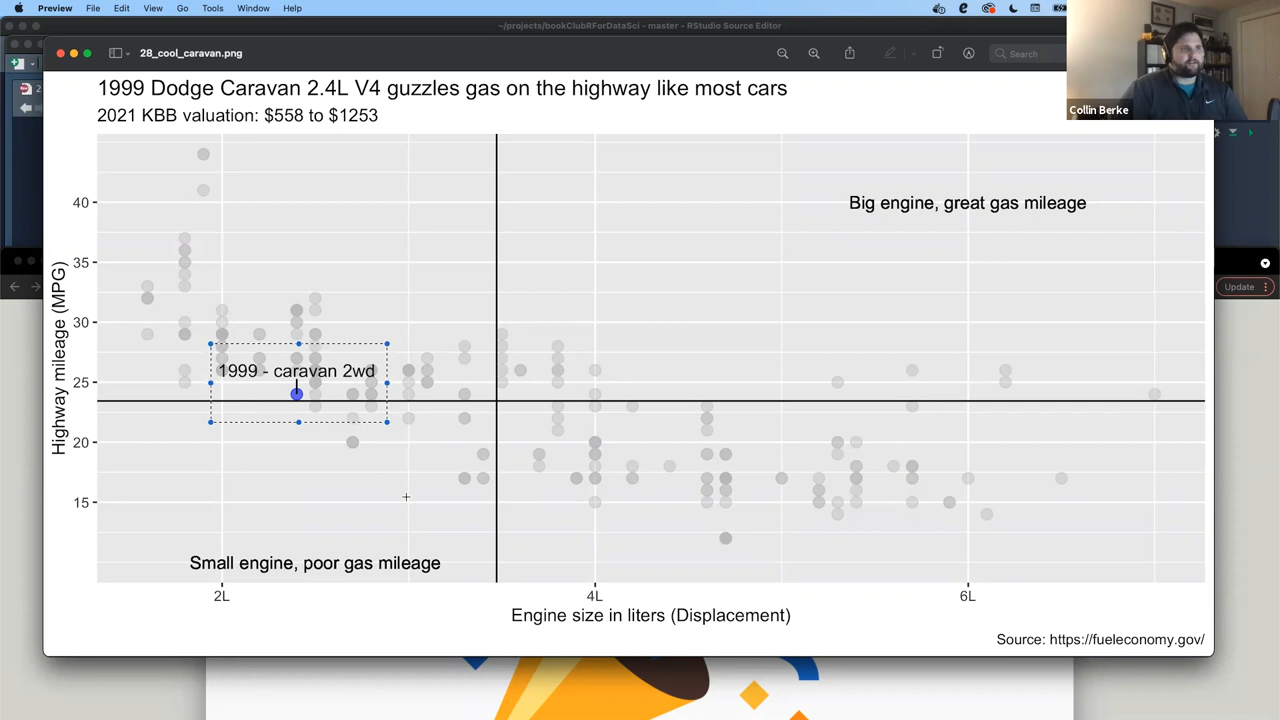 Preview File Edit View Go Tools Window Help
~/projects/bookClubRForDataSci - master - RStudio Source Editor
28_cool_caravan.png
Search
Collin Berke
1999 Dodge Caravan 2.4L V4 guzzles gas on the highway like most cars
2021 KBB valuation: $558 to $1253
Big engine, great gas mileage
1999 - caravan 2wd
Small engine, poor gas mileage
Highway mileage (MPG)
40
35
30
25
20
15
2L 4L 6L
Engine size in liters (Displacement)
Source: https://fueleconomy.gov/
Update